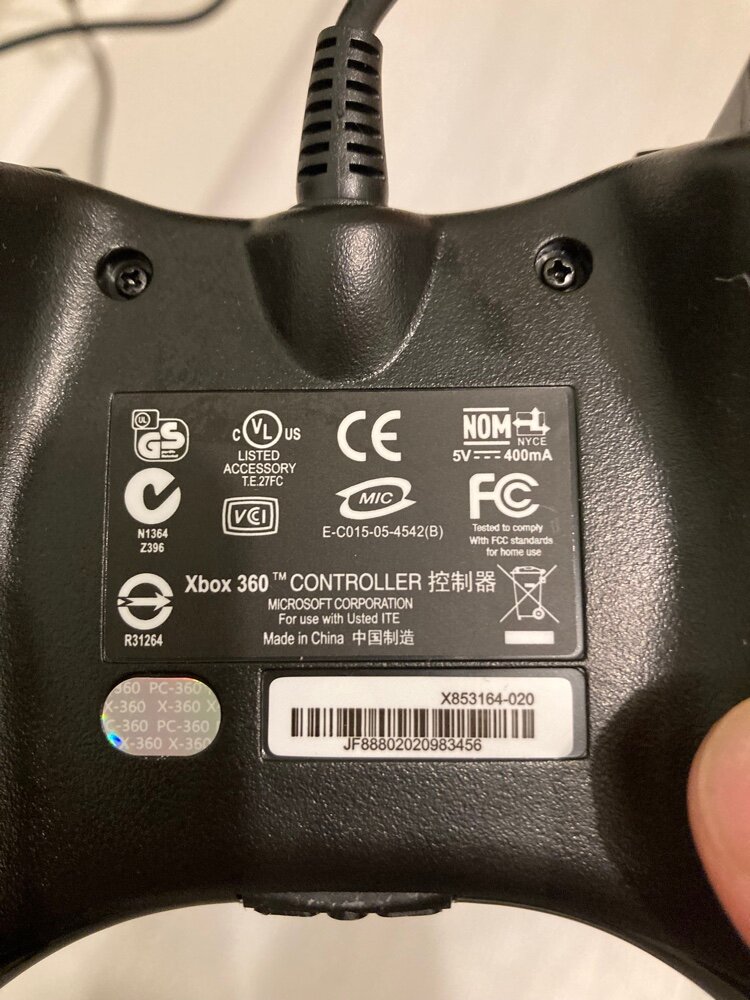 UL
GS
C VL US
LISTED
ACCESSORY
T.E.27FC
CE
NOM
NYCE
5V 400mA
N1364
Z396
VCI
MIC
E-C015-05-4542(B)
FC
Tested to comply
With FCC standards
for home use
R31264
Xbox 360™ CONTROLLER 控制器
MICROSOFT CORPORATION
For use with Usted ITE
Made in China 中国制造
360 PC-360
X-360 X-360 X
C-360 PC-360
X-360 X-360
X853164-020
JF88802020983456